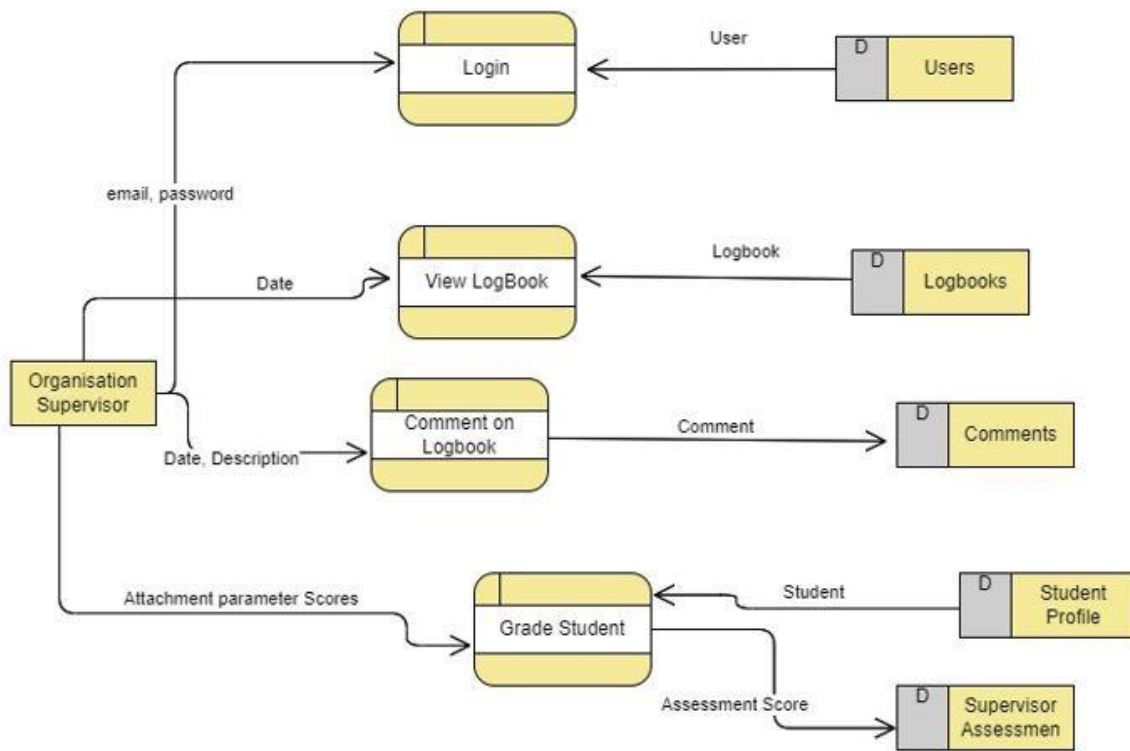 User
D
Users
Login
email, password
Logbook
D
Logbooks
View LogBook
Date
Organisation
Supervisor
Comment on
Logbook
Comment
D
Comments
Date, Description
Attachment parameter Scores
Grade Student
Student
D
Student
Profile
Assessment Score
D
Supervisor
Assessmen